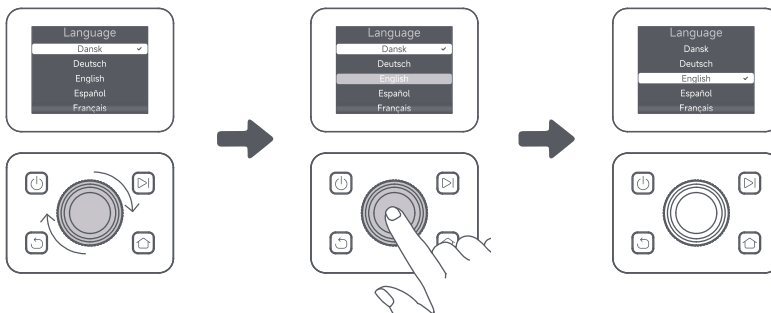 Language
Dansk
Deutsch
English
Español
Français
Language
Dansk
Deutsch
English
Español
Français
Language
Dansk
Deutsch
English
Español
Français